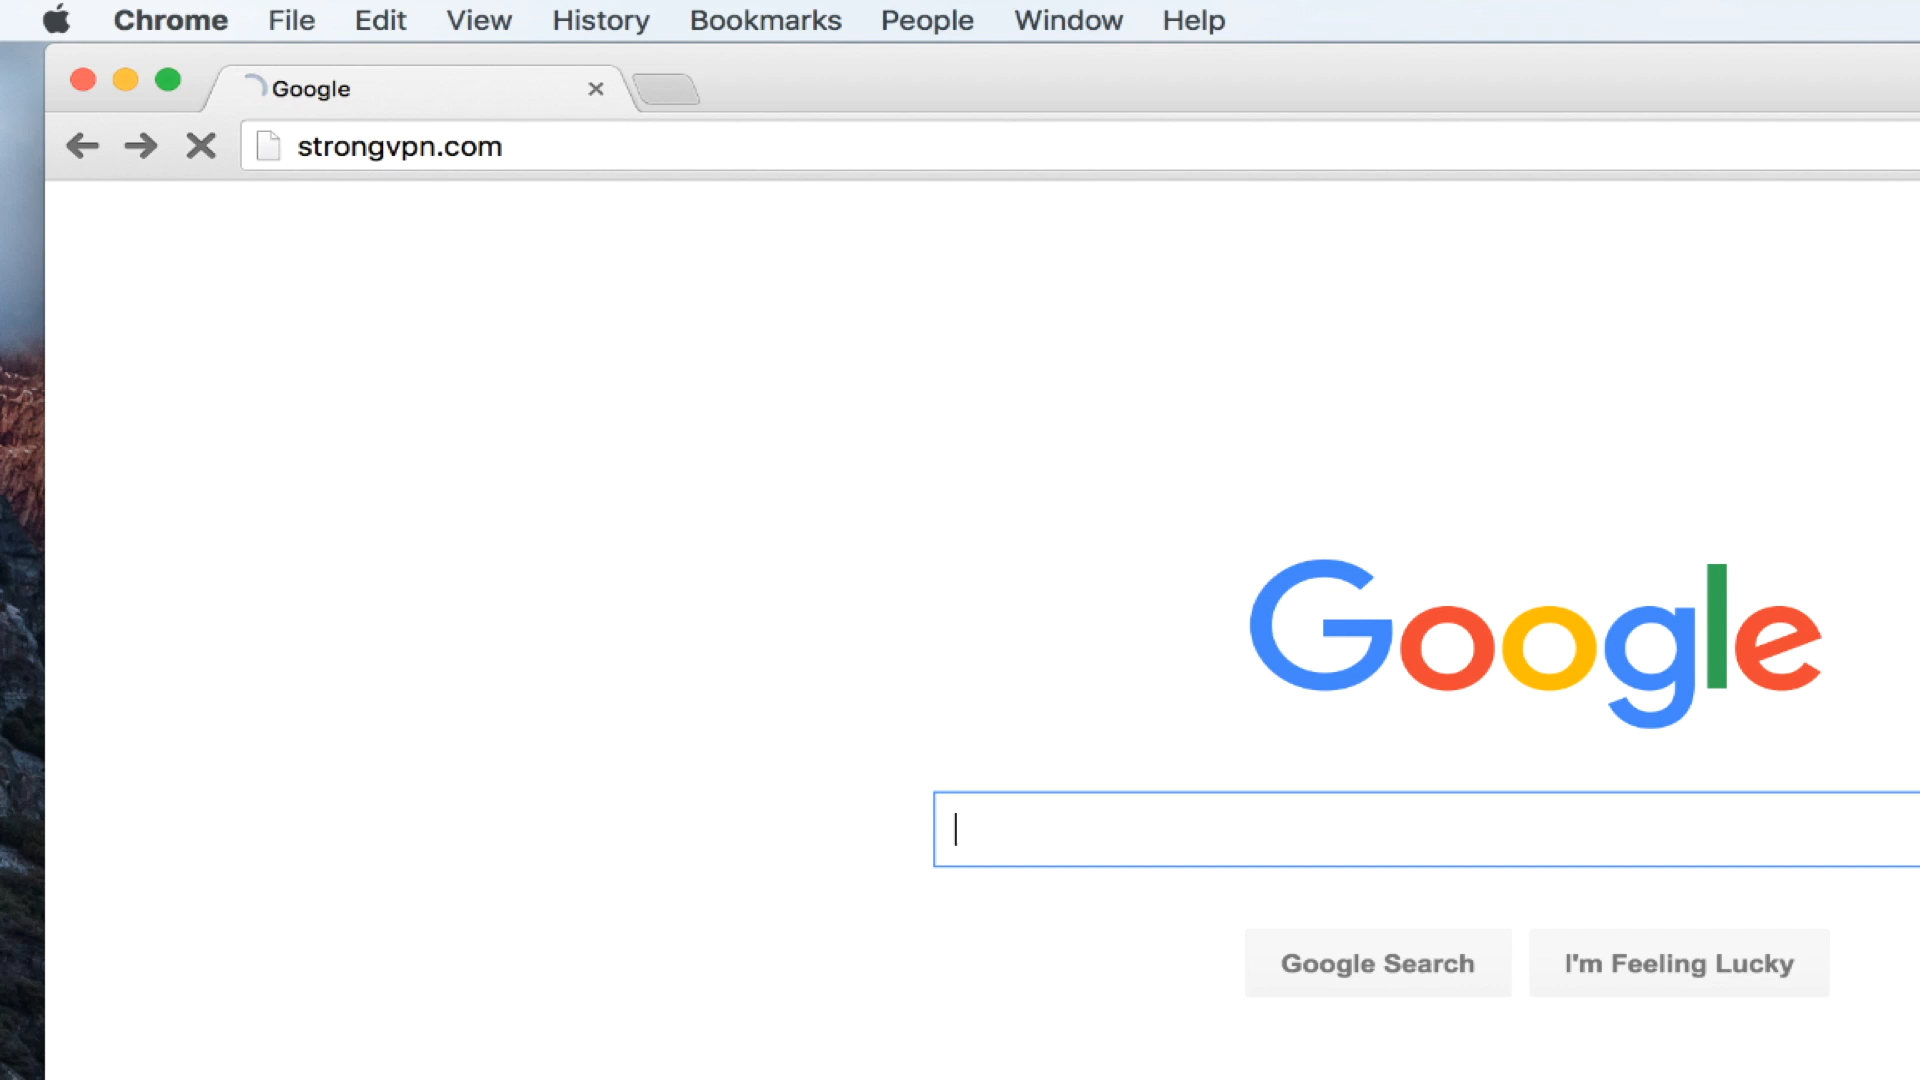 Chrome File Edit View History Bookmarks People Window Help
Google
strongvpn.com
Google
Google Search I'm Feeling Lucky